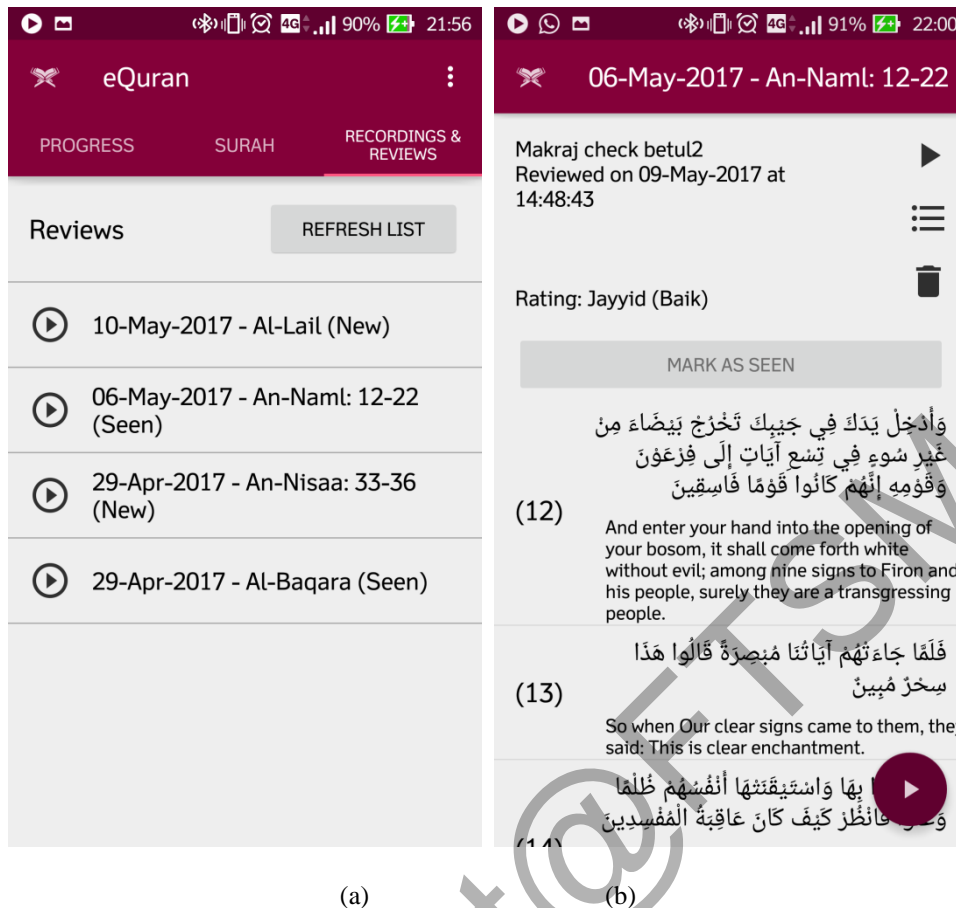 90% 21:56
eQuran
PROGRESS SURAH RECORDINGS & REVIEWS
Reviews REFRESH LIST
10-May-2017 - Al-Lail (New)
06-May-2017 - An-Naml: 12-22
(Seen)
29-Apr-2017 - An-Nisaa: 33-36
(New)
29-Apr-2017 - Al-Baqara (Seen)
(a)
4G 91% 22:00
06-May-2017 - An-Naml: 12-22
Makraj check betul2
Reviewed on 09-May-2017 at
14:48:43
Rating: Jayyid (Baik)
MARK AS SEEN
وَأَدْخِلْ يَدَكَ فِي جَيْبِكَ تَخْرُجْ بَيْضَاءَ مِنْ
غَيْرِ سُوءٍ فِي تِسْعِ آيَاتٍ إِلَى فِرْعَوْنَ
وَقَوْمِهِ إِنَّهُمْ كَانُوا قَوْمًا فَاسِقِينَ
(12)
And enter your hand into the opening of
your bosom, it shall come forth white
without evil; among nine signs to Firon and
his people, surely they are a transgressing
people.
فَلَمَّا جَاءَتْهُمْ آيَاتُنَا مُبْصِرَةً قَالُوا هَذَا
سِحْرٌ مُبِينٌ
(13)
So when Our clear signs came to them, they
said: This is clear enchantment.
بِهَا وَاسْتَيْقَنَتْهَا أَنْفُسُهُمْ ظُلْمًا
فَانْظُرْ كَيْفَ كَانَ عَاقِبَةُ الْمُفْسِدِينَ
(14)
(b)
t@FTSM